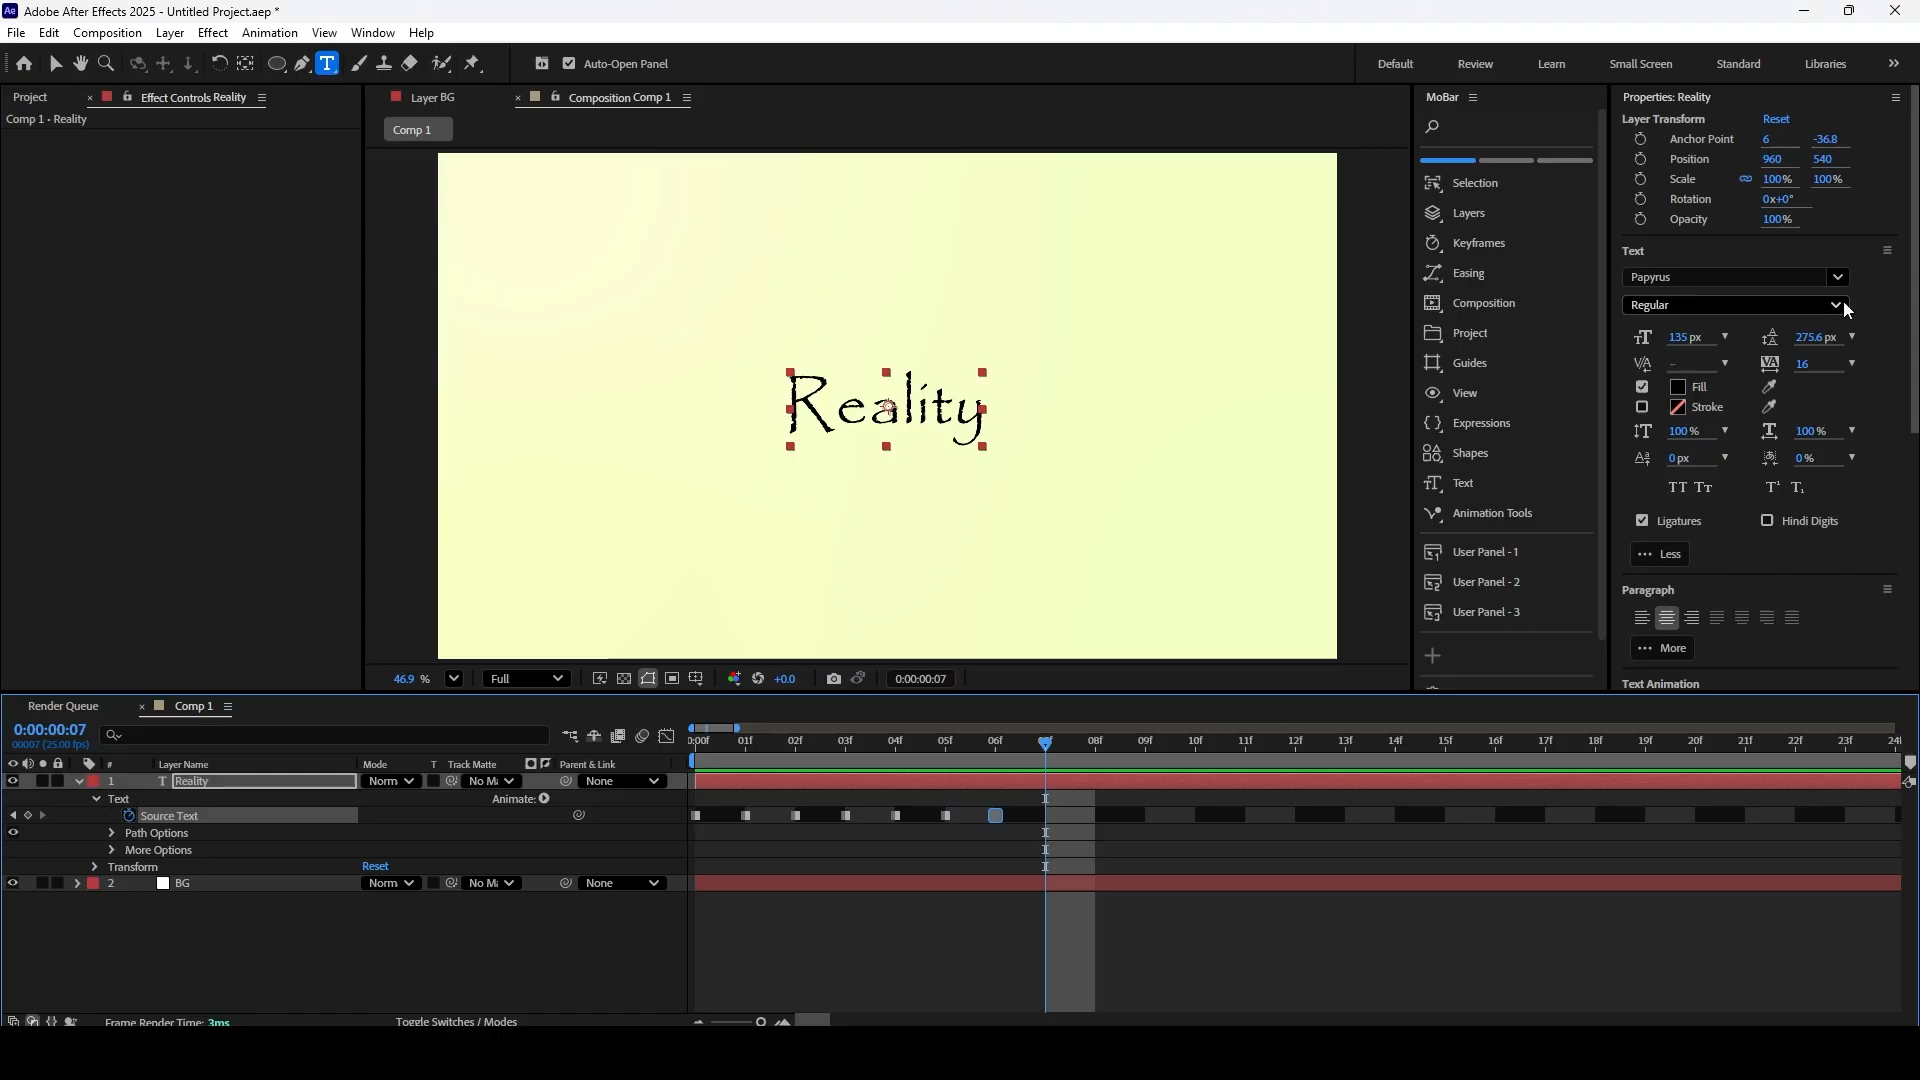 Ae Adobe After Effects 2025 - Untitled Project.aep *
File Edit Composition Layer Effect Animation View Window Help
T Auto-Open Panel Default Review Learn Small Screen Standard Libraries
Project × Effect Controls Reality
Comp 1 • Reality
Layer BG × Composition Comp 1
Comp 1
Reality
46.9 % Full +0.0 0:00:00:07
MoBar
Selection
Layers
Keyframes
Easing
Composition
Project
Guides
View
Expressions
Shapes
Text
Animation Tools
User Panel - 1
User Panel - 2
User Panel - 3
Properties: Reality
Layer Transform Reset
Anchor Point 6 -36.8
Position 960 540
Scale 100% 100%
Rotation 0x+0°
Opacity 100%
Text
Papyrus
Regular
135 px 275.6 px
– 16
Fill
Stroke
100 % 100 %
0 px 0 %
TT Tт T¹ T₁
Ligatures Hindi Digits
Less
Paragraph
More
Text Animation
Render Queue × Comp 1
0:00:00:07
00007 (25.00 fps)
0:00f 01f 02f 03f 04f 05f 06f 08f 09f 10f 11f 12f 13f 14f 15f 16f 17f 18f 19f 20f 21f 22f 23f 24
# Layer Name Mode T Track Matte Parent & Link
1 T Reality Norm No Ma None
Text Animate:
Source Text
Path Options
More Options
Transform Reset
2 BG Norm No Ma None
Frame Render Time: 3ms Toggle Switches / Modes